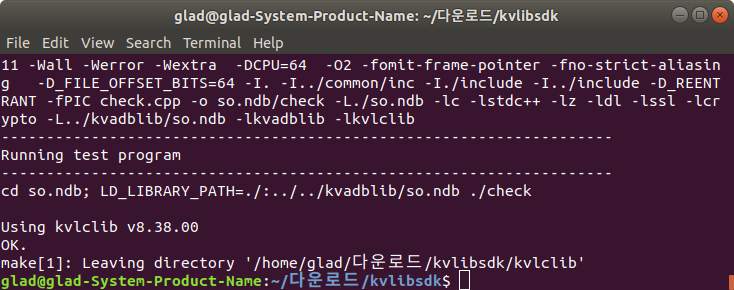 glad@glad-System-Product-Name: ~/다운로드/kvlibsdk
File Edit View Search Terminal Help
11 -Wall -Werror -Wextra  -DCPU=64  -O2 -fomit-frame-pointer -fno-strict-aliasin
g   -D_FILE_OFFSET_BITS=64 -I. -I../common/inc -I./include -I../include -D_REENT
RANT -fPIC check.cpp -o so.ndb/check -L./so.ndb -lc -lstdc++ -lz -ldl -lssl -lcr
ypto -L../kvadblib/so.ndb -lkvadblib -lkvlclib
--------------------------------------------------------------------
Running test program
--------------------------------------------------------------------
cd so.ndb; LD_LIBRARY_PATH=./:../../kvadblib/so.ndb ./check
Using kvlclib v8.38.00
OK.
make[1]: Leaving directory '/home/glad/다운로드/kvlibsdk/kvlclib'
glad@glad-System-Product-Name:~/다운로드/kvlibsdk$